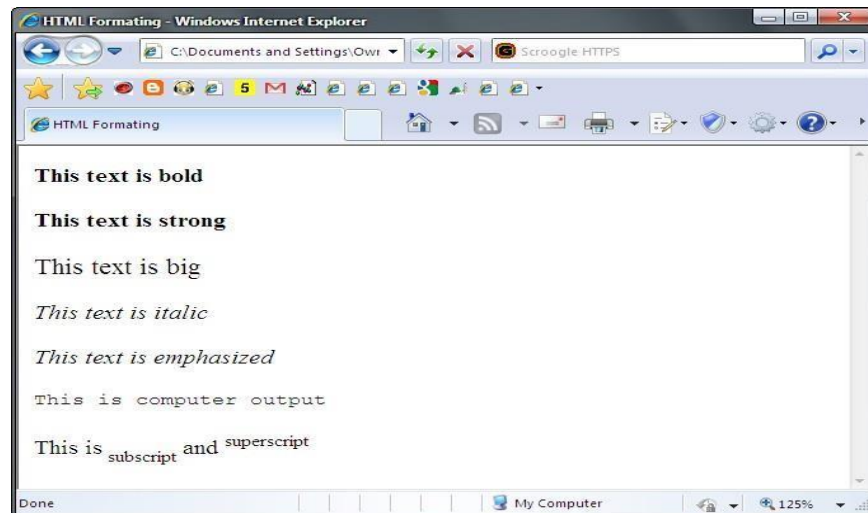 HTML Formating - Windows Internet Explorer
C:\Documents and Settings\Owr
Scroogle HTTPS
5
HTML Formating
This text is bold
This text is strong
This text is big
This text is italic
This text is emphasized
This is computer output
This is subscript and superscript
Done My Computer 125%